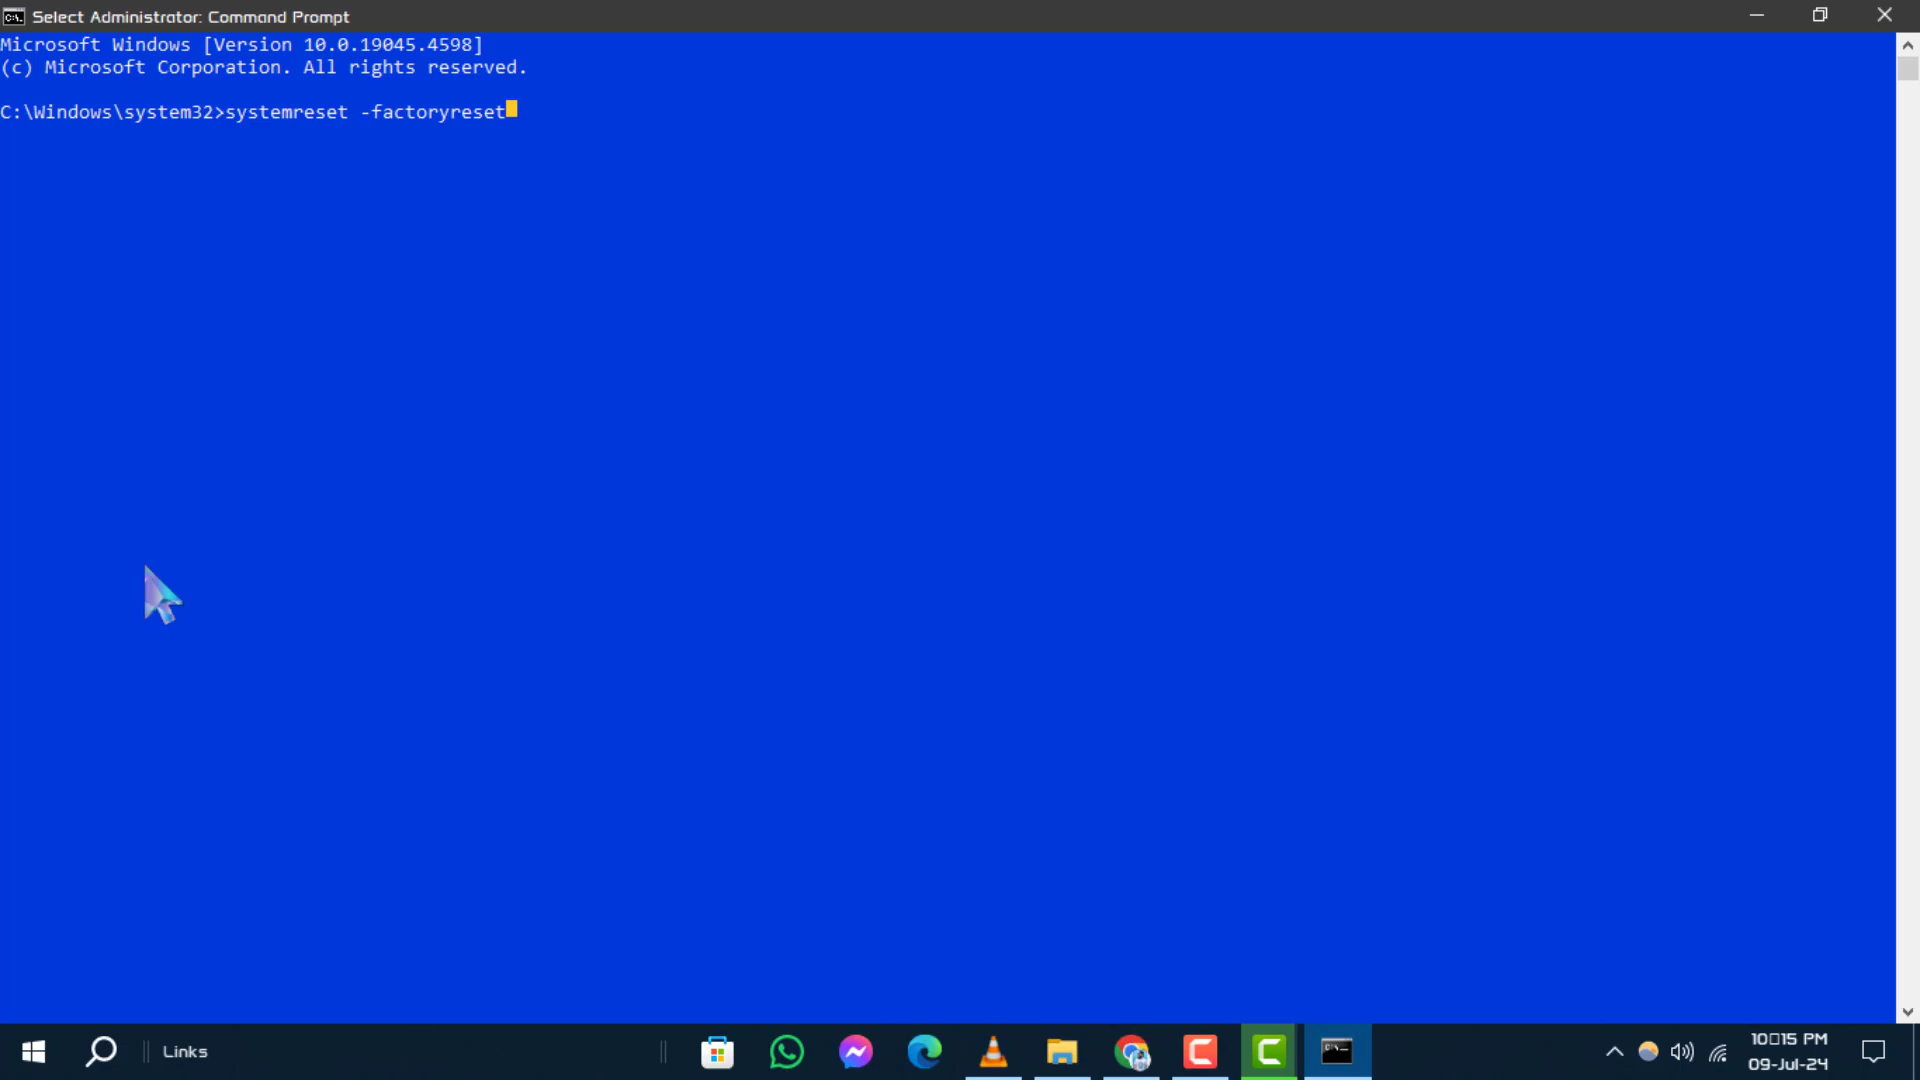 Select Administrator: Command Prompt
Microsoft Windows [Version 10.0.19045.4598]
(c) Microsoft Corporation. All rights reserved.
C:\Windows\system32>systemreset -factoryreset
Links
10▯15 PM
09-Jul-24